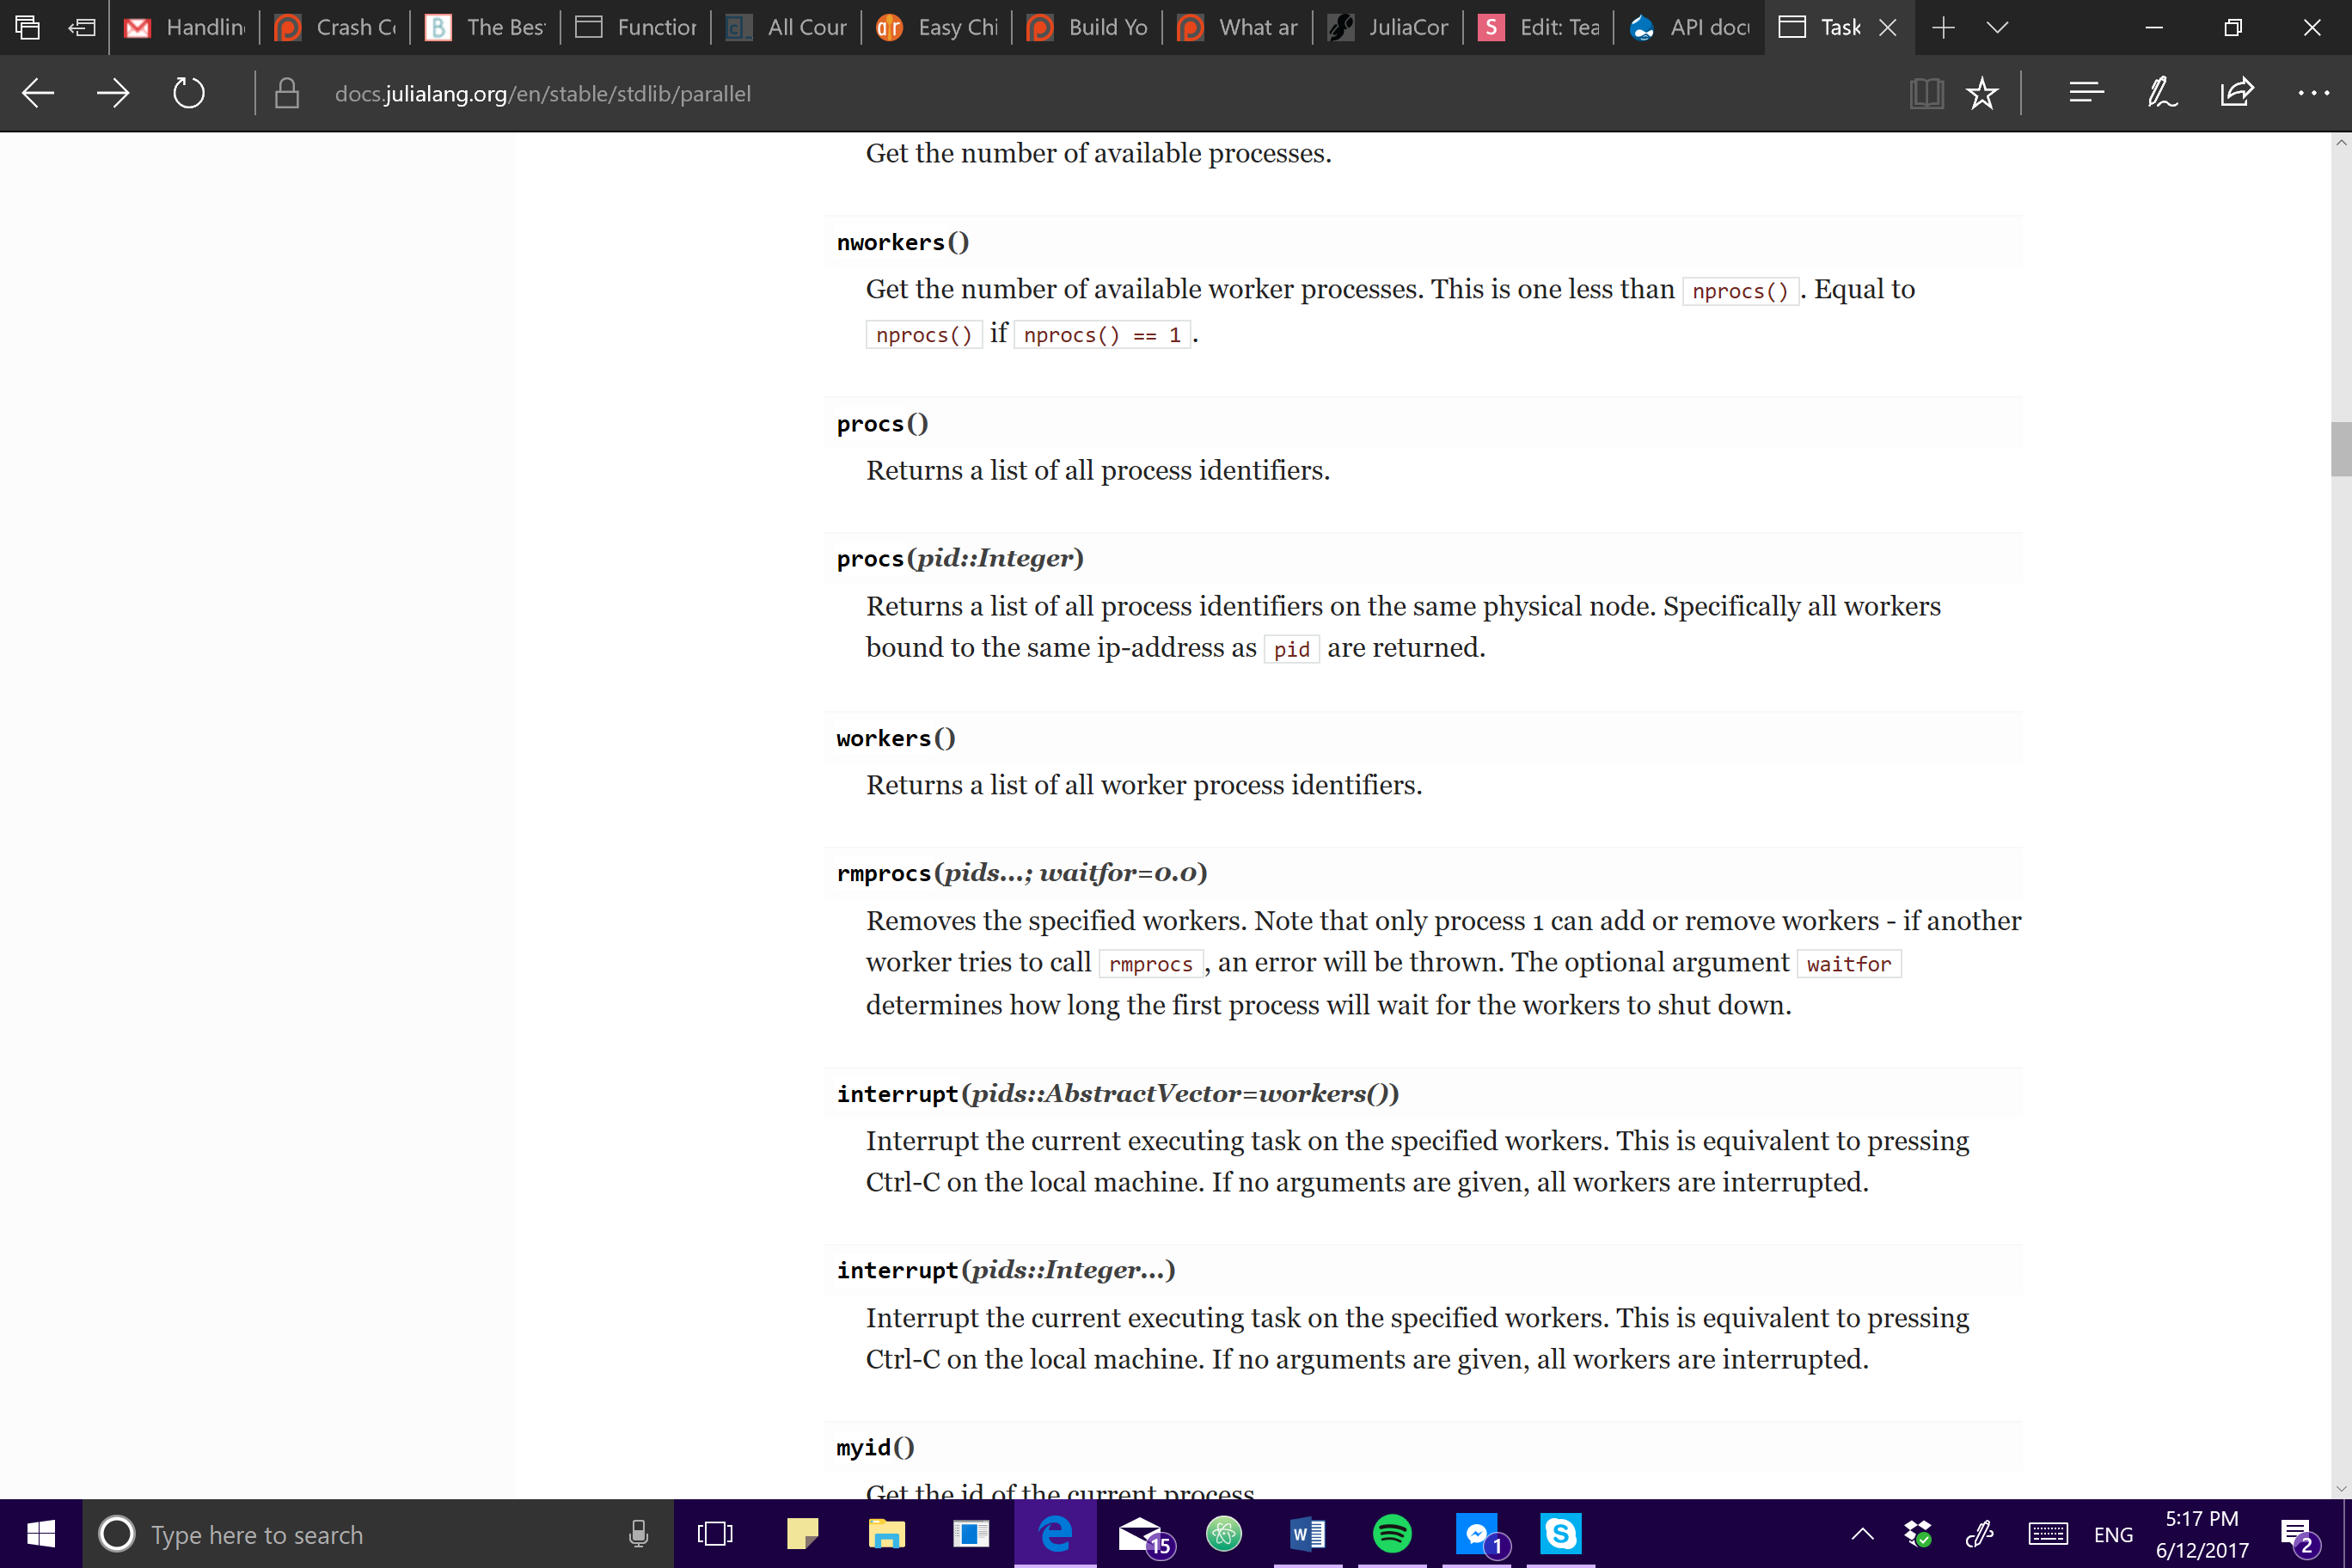 Handlin
Crash C
The Bes
Function
All Cour
Easy Chi
Build Yo
What ar
JuliaCor
Edit: Tea
API doc
Task
docs.julialang.org/en/stable/stdlib/parallel
Get the number of available processes.
nworkers()
Get the number of available worker processes. This is one less than nprocs() . Equal to
nprocs() if nprocs() == 1 .
procs()
Returns a list of all process identifiers.
procs(pid::Integer)
Returns a list of all process identifiers on the same physical node. Specifically all workers
bound to the same ip-address as pid are returned.
workers()
Returns a list of all worker process identifiers.
rmprocs(pids...; waitfor=0.0)
Removes the specified workers. Note that only process 1 can add or remove workers - if another
worker tries to call rmprocs , an error will be thrown. The optional argument waitfor
determines how long the first process will wait for the workers to shut down.
interrupt(pids::AbstractVector=workers())
Interrupt the current executing task on the specified workers. This is equivalent to pressing
Ctrl-C on the local machine. If no arguments are given, all workers are interrupted.
interrupt(pids::Integer...)
Interrupt the current executing task on the specified workers. This is equivalent to pressing
Ctrl-C on the local machine. If no arguments are given, all workers are interrupted.
myid()
Get the id of the current process.
Type here to search
15
1
ENG
5:17 PM
6/12/2017
2